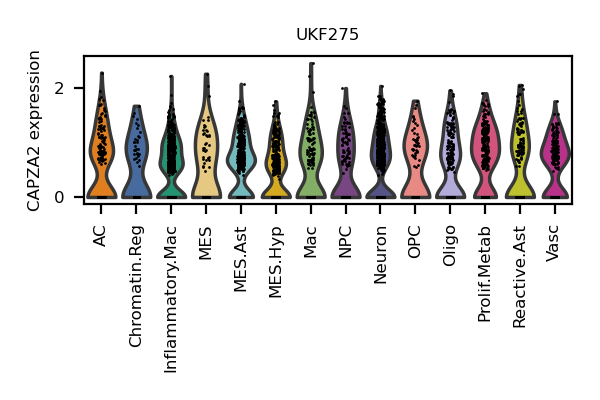 UKF275
CAPZA2 expression
2
0
AC
Chromatin.Reg
Inflammatory.Mac
MES
MES.Ast
MES.Hyp
Mac
NPC
Neuron
OPC
Oligo
Prolif.Metab
Reactive.Ast
Vasc